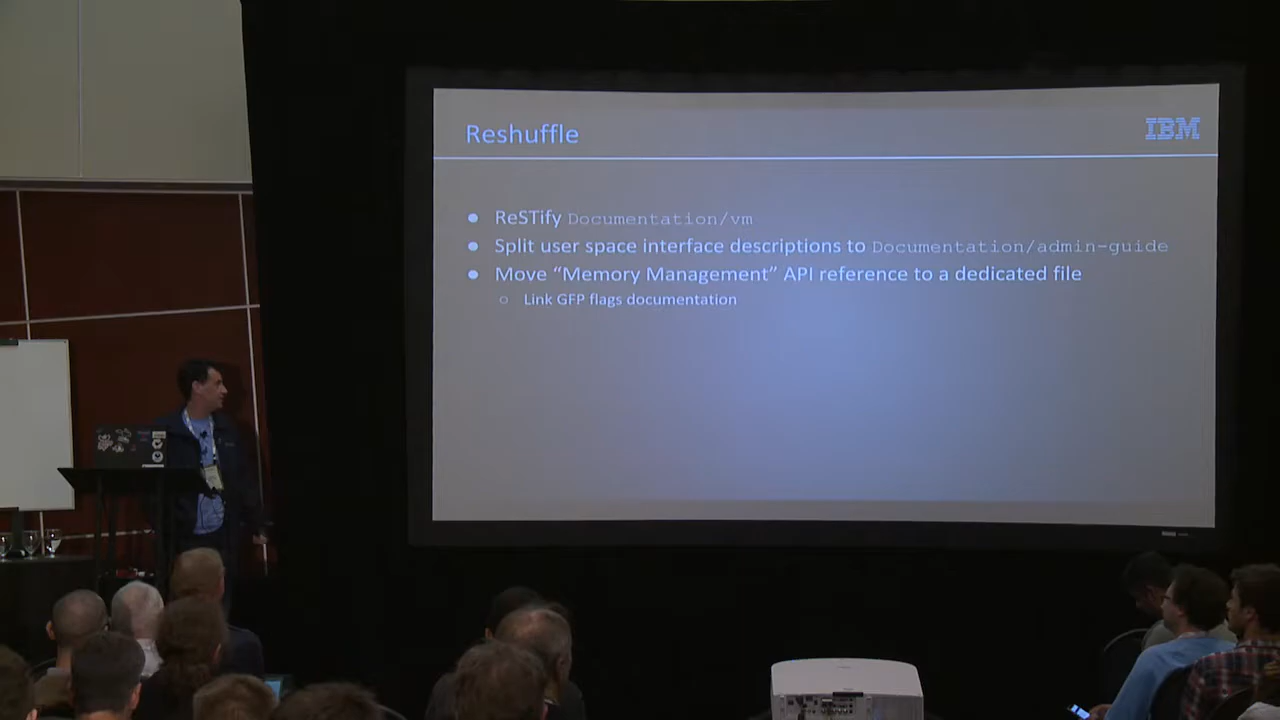 Reshuffle
IBM
● ReSTify Documentation/vm
● Split user space interface descriptions to Documentation/admin-guide
● Move “Memory Management” API reference to a dedicated file
○ Link GFP flags documentation